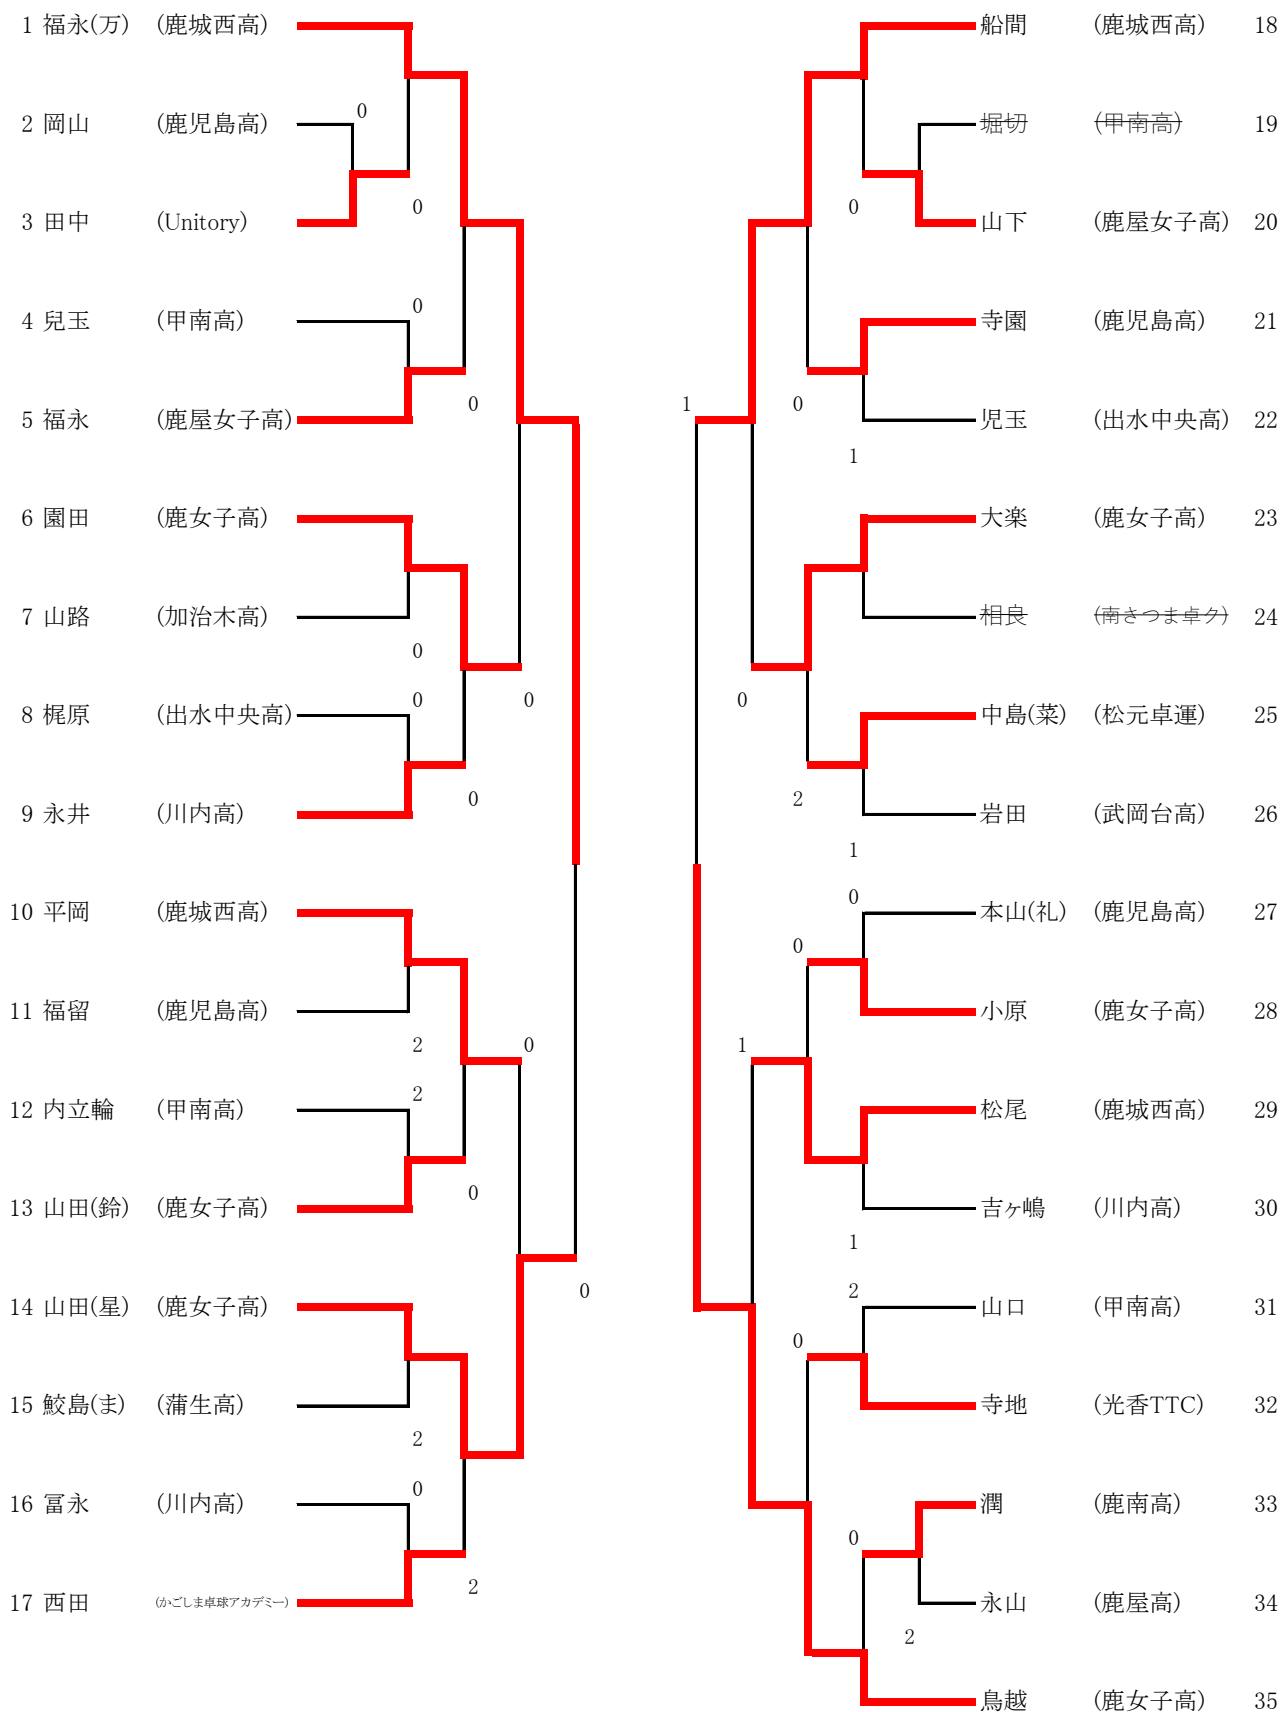 1 福永(万) (鹿城西高)
0
2 岡山 (鹿児島高)
0
3 田中 (Unitory)
0
4 兒玉 (甲南高)
0
5 福永 (鹿屋女子高)
6 園田 (鹿女子高)
7 山路 (加治木高)
0
0
0
8 梶原 (出水中央高)
0
9 永井 (川内高)
10 平岡 (鹿城西高)
11 福留 (鹿児島高)
2
0
2
12 内立輪 (甲南高)
0
13 山田(鈴) (鹿女子高)
0
14 山田(星) (鹿女子高)
15 鮫島(ま) (蒲生高)
2
0
16 冨永 (川内高)
2
17 西田 (かごしま卓球アカデミー)
船間 (鹿城西高) 18
堀切 (甲南高) 19
0
山下 (鹿屋女子高) 20
寺園 (鹿児島高) 21
1
0
児玉 (出水中央高) 22
1
大楽 (鹿女子高) 23
相良 (南さつま卓ク) 24
0
中島(菜) (松元卓運) 25
2
岩田 (武岡台高) 26
1
0
本山(礼) (鹿児島高) 27
0
小原 (鹿女子高) 28
1
松尾 (鹿城西高) 29
吉ヶ嶋 (川内高) 30
1
2
山口 (甲南高) 31
0
寺地 (光香TTC) 32
潤 (鹿南高) 33
0
永山 (鹿屋高) 34
2
鳥越 (鹿女子高) 35